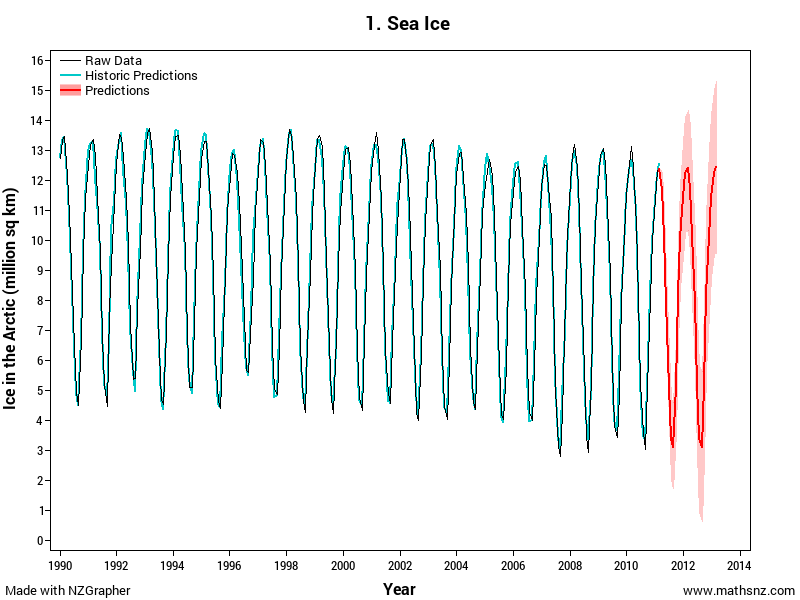 1. Sea Ice
Raw Data
Historic Predictions
Predictions
16
15
14
13
12
11
10
9
8
7
6
5
4
3
2
1
0
Ice in the Arctic (million sq km)
1990 1992 1994 1996 1998 2000 2002 2004 2006 2008 2010 2012 2014
Year
Made with NZGrapher
www.mathsnz.com